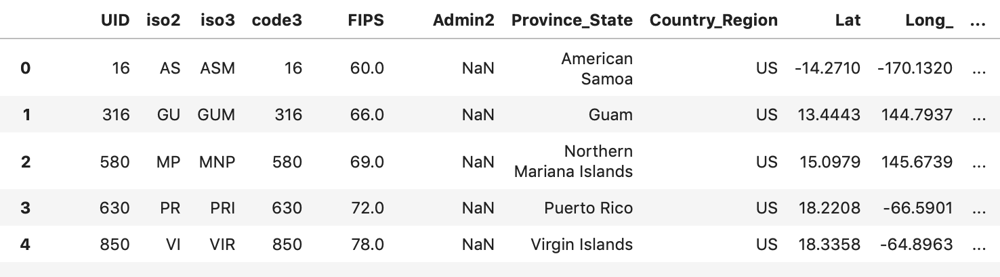 UID iso2 iso3 code3 FIPS Admin2 Province_State Country_Region Lat Long_ ...
0 16 AS ASM 16 60.0 NaN American Samoa US -14.2710 -170.1320 ...
1 316 GU GUM 316 66.0 NaN Guam US 13.4443 144.7937 ...
2 580 MP MNP 580 69.0 NaN Northern Mariana Islands US 15.0979 145.6739 ...
3 630 PR PRI 630 72.0 NaN Puerto Rico US 18.2208 -66.5901 ...
4 850 VI VIR 850 78.0 NaN Virgin Islands US 18.3358 -64.8963 ...